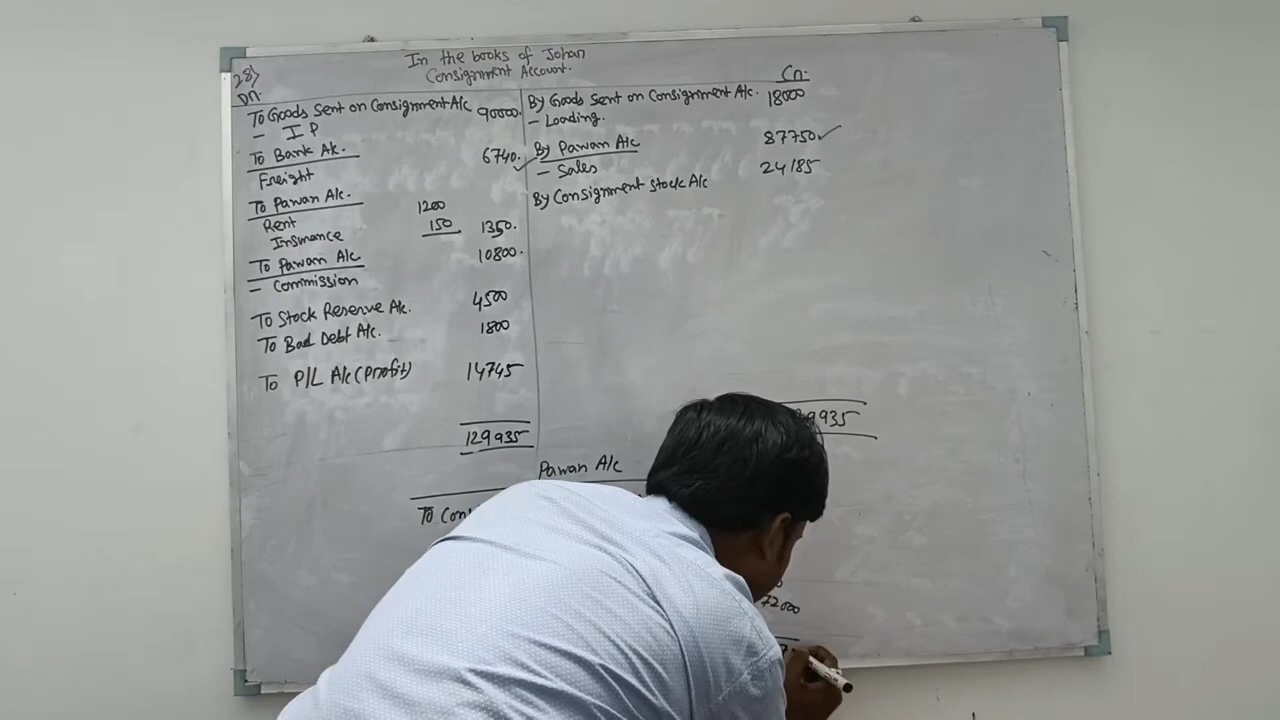 28)
In the books of Johan
Consignment Account.
Dr.
Cr.
To Goods Sent on Consignment A/c 90000.
- I P
To Bank A/c. 6740.
Freight
To Pawan A/c.
Rent 1200
Insurance 150 1350.
To Pawan A/c 10800.
- Commission
To Stock Reserve A/c. 4500
To Bad Debt A/c. 1800
To P/L A/c (Profit) 14745
129935
By Goods Sent on Consignment A/c. 18000
- Loading.
By Pawan A/c 87750
- Sales
By Consignment Stock A/c 24185
9935
Pawan A/c
To Con
72000